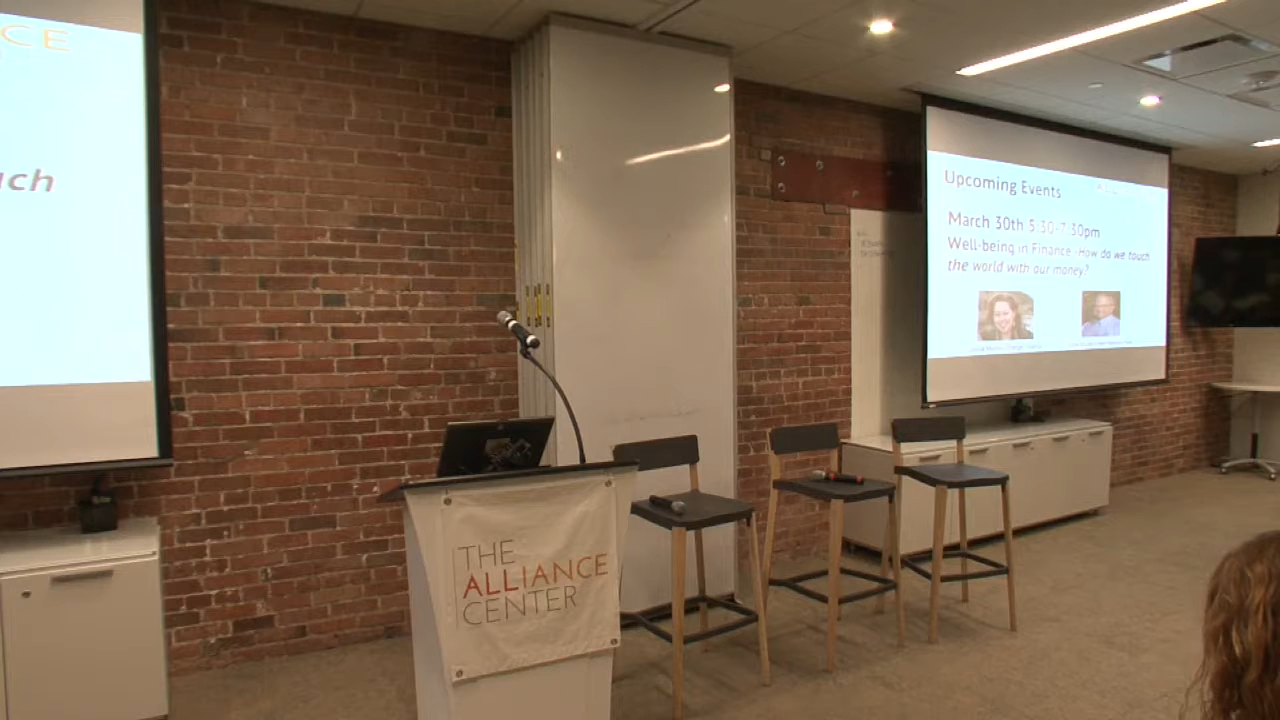 CE
uch
THE
ALLIANCE
CENTER
Upcoming Events
March 30th 5:30-7:30pm
Well-being in Finance -How do we touch
the world with our money?